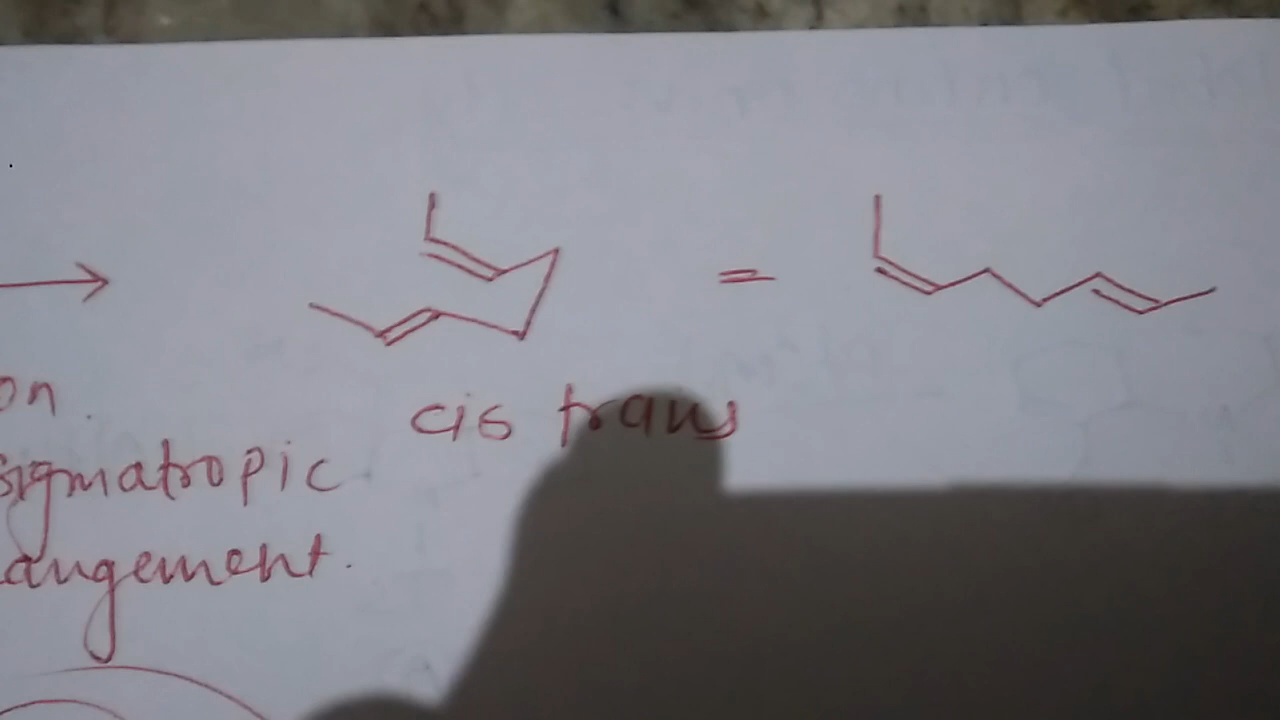 cis trans
on.
sigmatropic
angement.